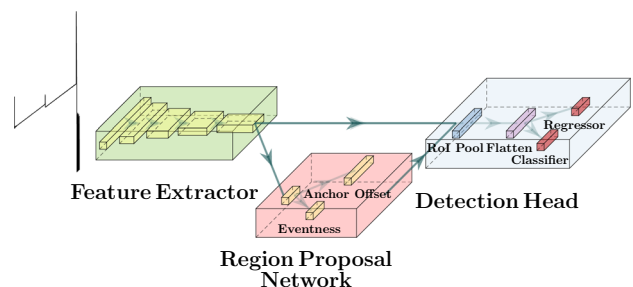 Regressor
RoI Pool Flatten
Classifier
Feature Extractor
Anchor Offset
Detection Head
Eventness
Region Proposal
Network